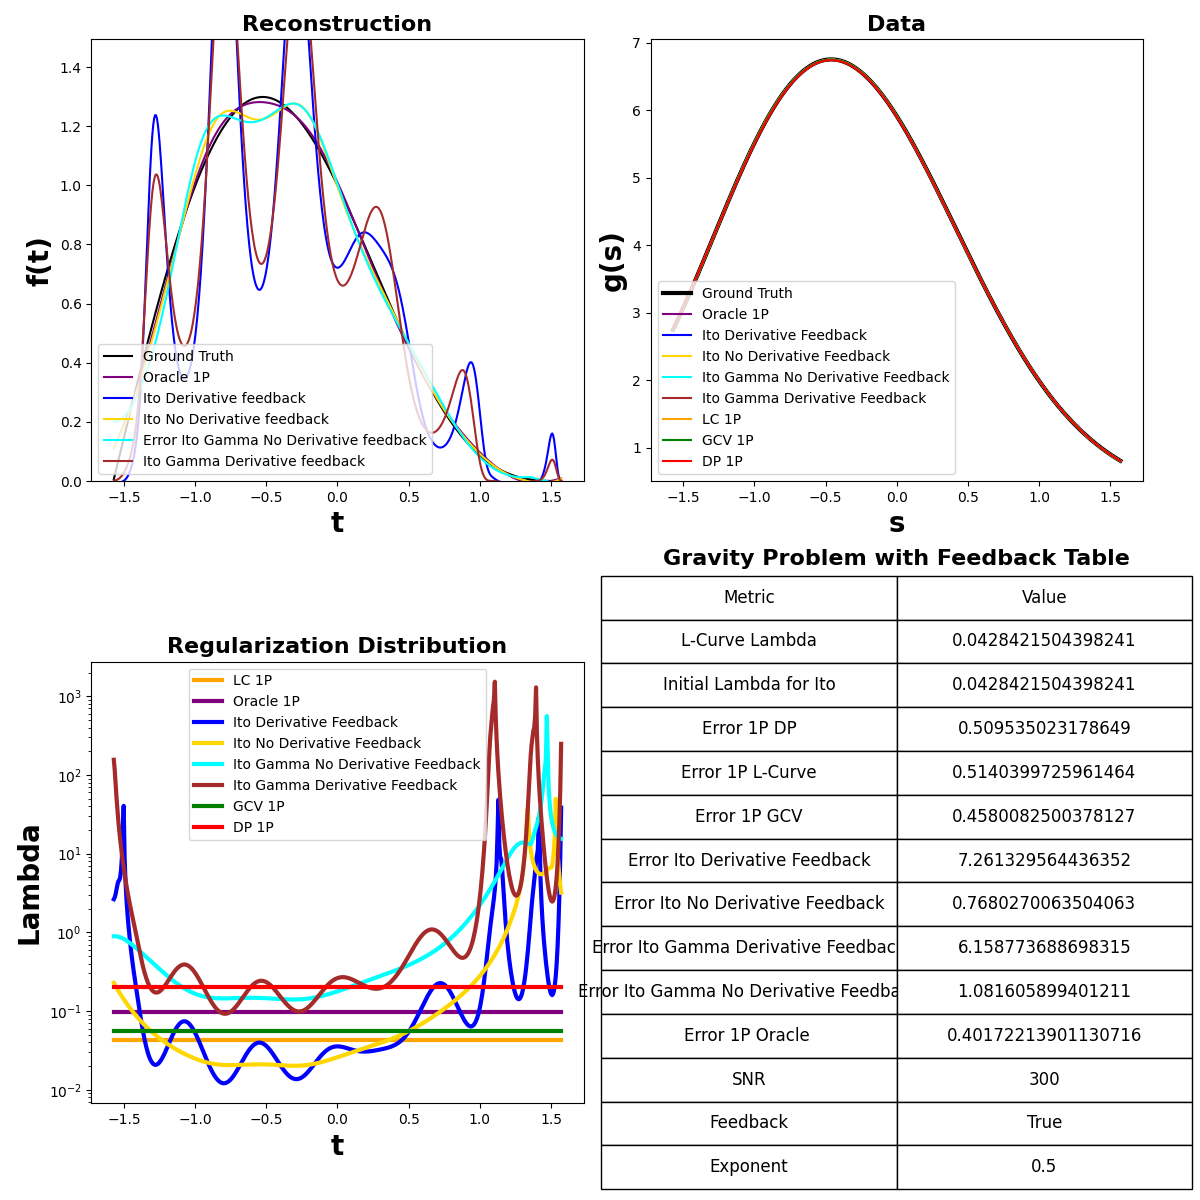 Reconstruction
f(t)
1.4
1.2
1.0
0.8
0.6
0.4
0.2
0.0
Ground Truth
Oracle 1P
Ito Derivative feedback
Ito No Derivative feedback
Error Ito Gamma No Derivative feedback
Ito Gamma Derivative feedback
−1.5 −1.0 −0.5 0.0 0.5 1.0 1.5
t
Data
g(s)
7
6
5
4
3
2
1
Ground Truth
Oracle 1P
Ito Derivative Feedback
Ito No Derivative Feedback
Ito Gamma No Derivative Feedback
Ito Gamma Derivative Feedback
LC 1P
GCV 1P
DP 1P
−1.5 −1.0 −0.5 0.0 0.5 1.0 1.5
s
Regularization Distribution
Lambda
10³
10²
10¹
10⁰
10⁻¹
10⁻²
LC 1P
Oracle 1P
Ito Derivative Feedback
Ito No Derivative Feedback
Ito Gamma No Derivative Feedback
Ito Gamma Derivative Feedback
GCV 1P
DP 1P
−1.5 −1.0 −0.5 0.0 0.5 1.0 1.5
t
Gravity Problem with Feedback Table
Metric Value
L-Curve Lambda 0.0428421504398241
Initial Lambda for Ito 0.0428421504398241
Error 1P DP 0.509535023178649
Error 1P L-Curve 0.5140399725961464
Error 1P GCV 0.4580082500378127
Error Ito Derivative Feedback 7.261329564436352
Error Ito No Derivative Feedback 0.7680270063504063
Error Ito Gamma Derivative Feedbac 6.158773688698315
Error Ito Gamma No Derivative Feedba 1.081605899401211
Error 1P Oracle 0.40172213901130716
SNR 300
Feedback True
Exponent 0.5